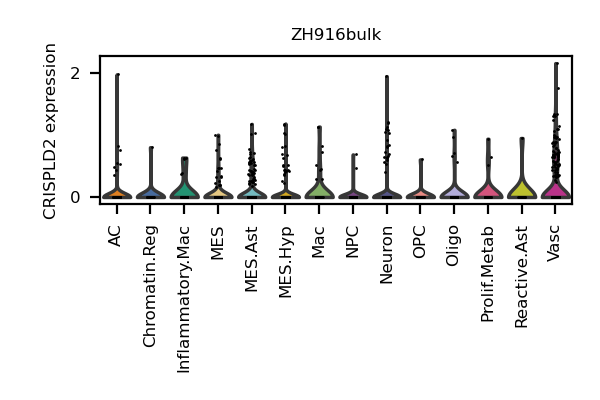 ZH916bulk
CRISPLD2 expression
2
0
AC
Chromatin.Reg
Inflammatory.Mac
MES
MES.Ast
MES.Hyp
Mac
NPC
Neuron
OPC
Oligo
Prolif.Metab
Reactive.Ast
Vasc